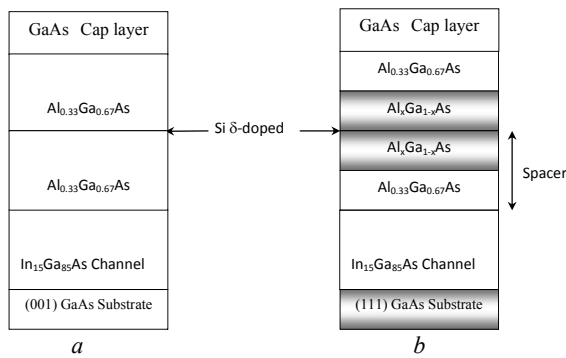 GaAs Cap layer
Al0.33Ga0.67As
Al0.33Ga0.67As
In15Ga85As Channel
(001) GaAs Substrate
a
Si δ-doped
GaAs Cap layer
Al0.33Ga0.67As
AlxGa1-xAs
AlxGa1-xAs
Al0.33Ga0.67As
In15Ga85As Channel
(111) GaAs Substrate
b
Spacer